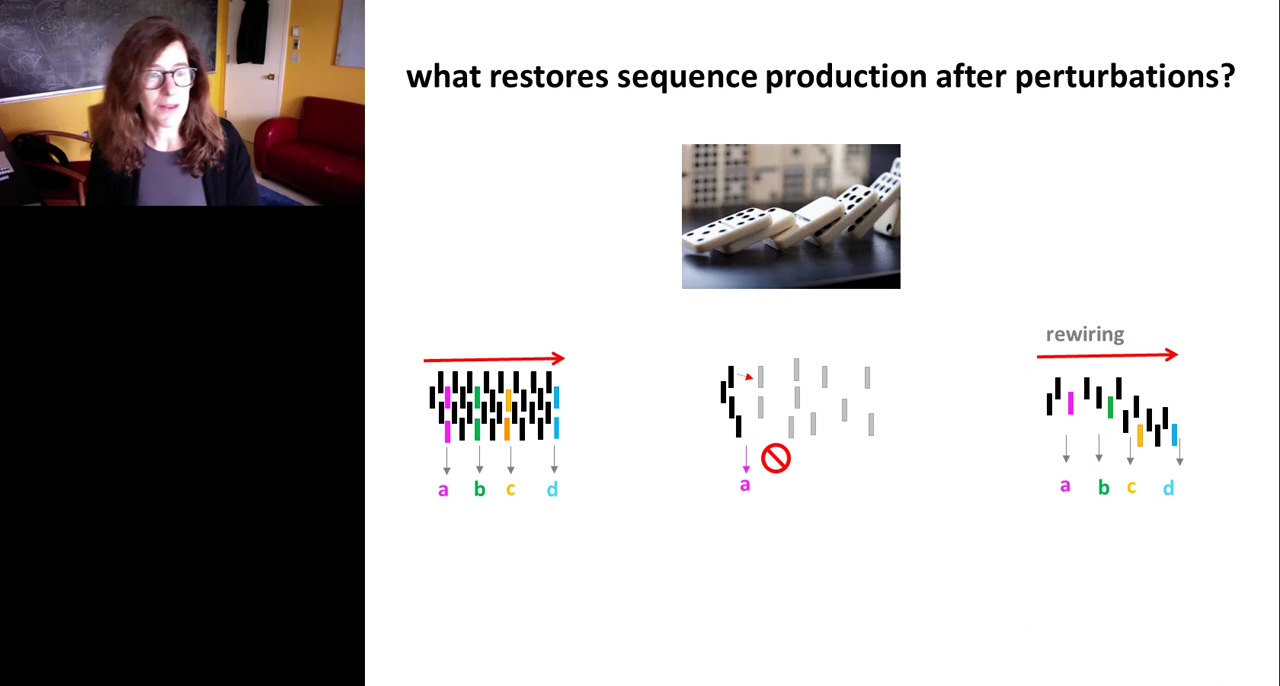 what restores sequence production after perturbations?
rewiring
a b c d
a
a b c d